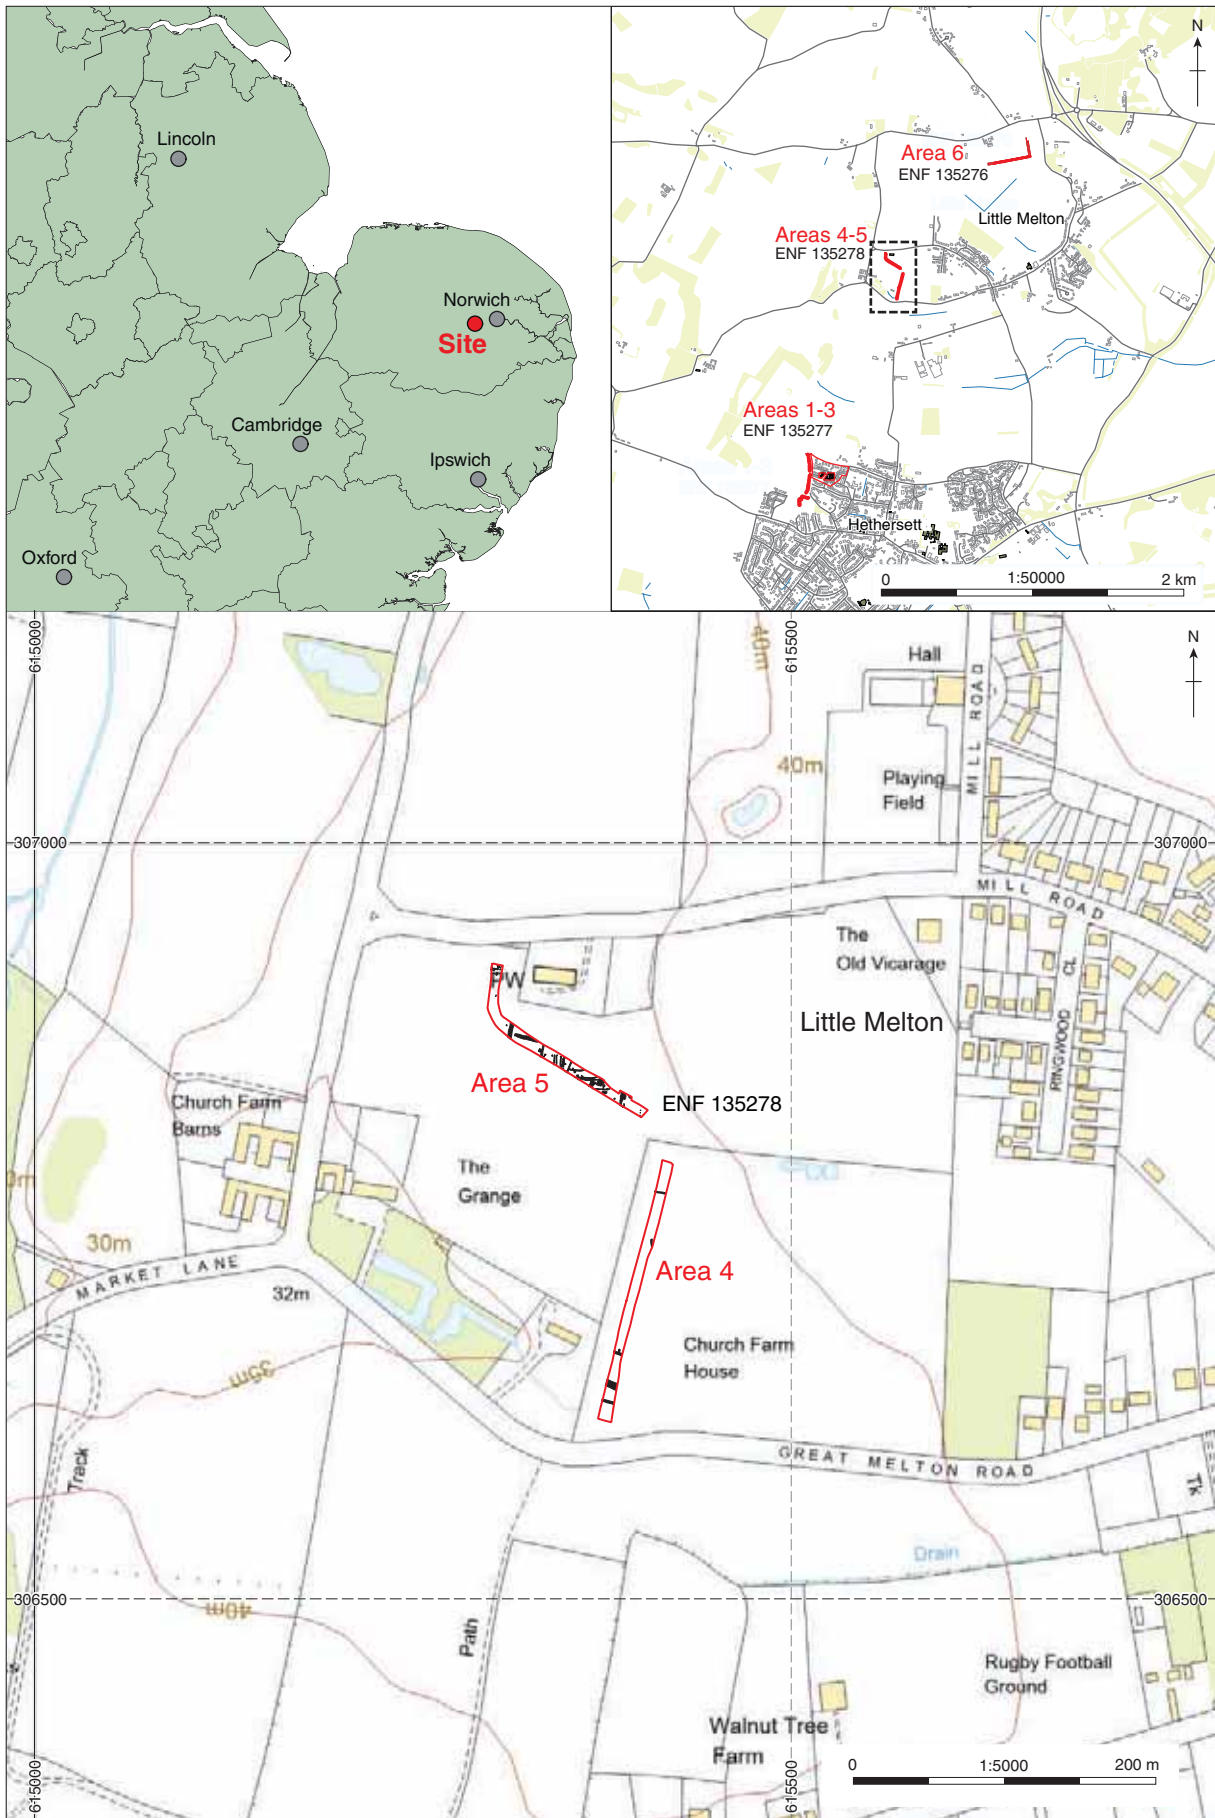 Lincoln
Norwich
Site
Cambridge
Ipswich
Oxford
N
Area 6
ENF 135276
Little Melton
Areas 4-5
ENF 135278
Areas 1-3
ENF 135277
Hethersett
0 1:50000 2 km
615000
615500
40m
Hall
N
MILL ROAD
40m
Playing
Field
307000
307000
MILL ROAD
The
Old Vicarage
PW
RINGWOOD CL
Little Melton
Area 5
ENF 135278
Church Farm
Barns
The
Grange
30m
MARKET LANE
32m
Area 4
Church Farm
House
35m
GREAT MELTON ROAD
Track
Tk
Drain
306500
306500
40m
Path
Rugby Football
Ground
Walnut Tree
Farm
615000
615500
0 1:5000 200 m